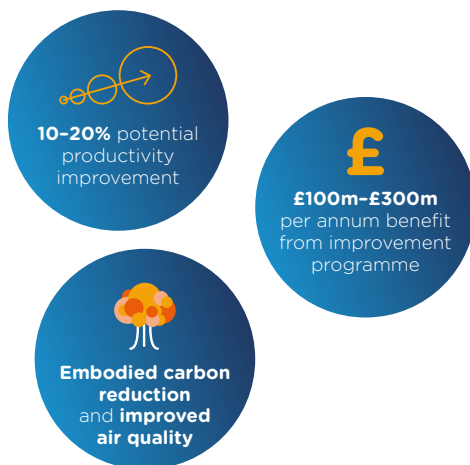 10–20% potential
productivity
improvement
£
£100m–£300m
per annum benefit
from improvement
programme
Embodied carbon
reduction
and improved
air quality